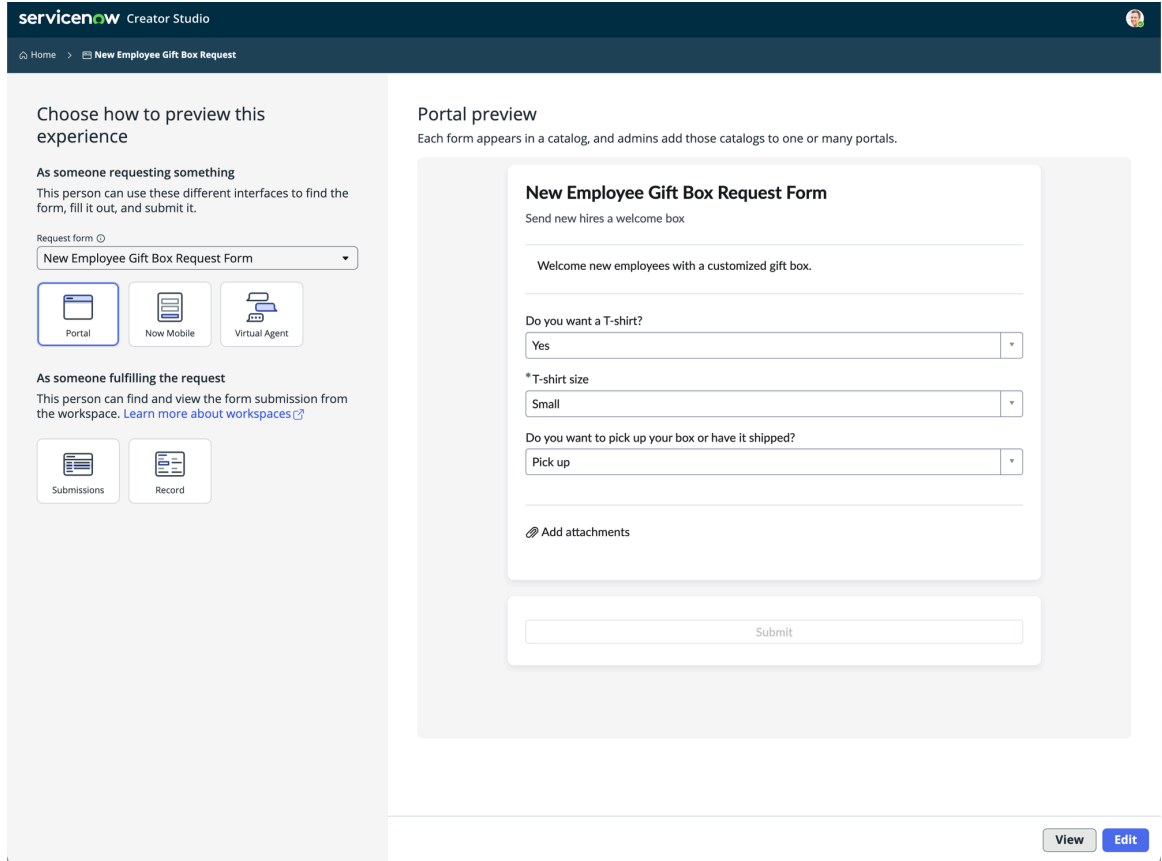 servicenow Creator Studio
Home > New Employee Gift Box Request
Choose how to preview this
experience
As someone requesting something
This person can use these different interfaces to find the
form, fill it out, and submit it.
Request form
New Employee Gift Box Request Form
Portal
Now Mobile
Virtual Agent
As someone fulfilling the request
This person can find and view the form submission from
the workspace. Learn more about workspaces
Submissions
Record
Portal preview
Each form appears in a catalog, and admins add those catalogs to one or many portals.
New Employee Gift Box Request Form
Send new hires a welcome box
Welcome new employees with a customized gift box.
Do you want a T-shirt?
Yes
*T-shirt size
Small
Do you want to pick up your box or have it shipped?
Pick up
Add attachments
Submit
View
Edit